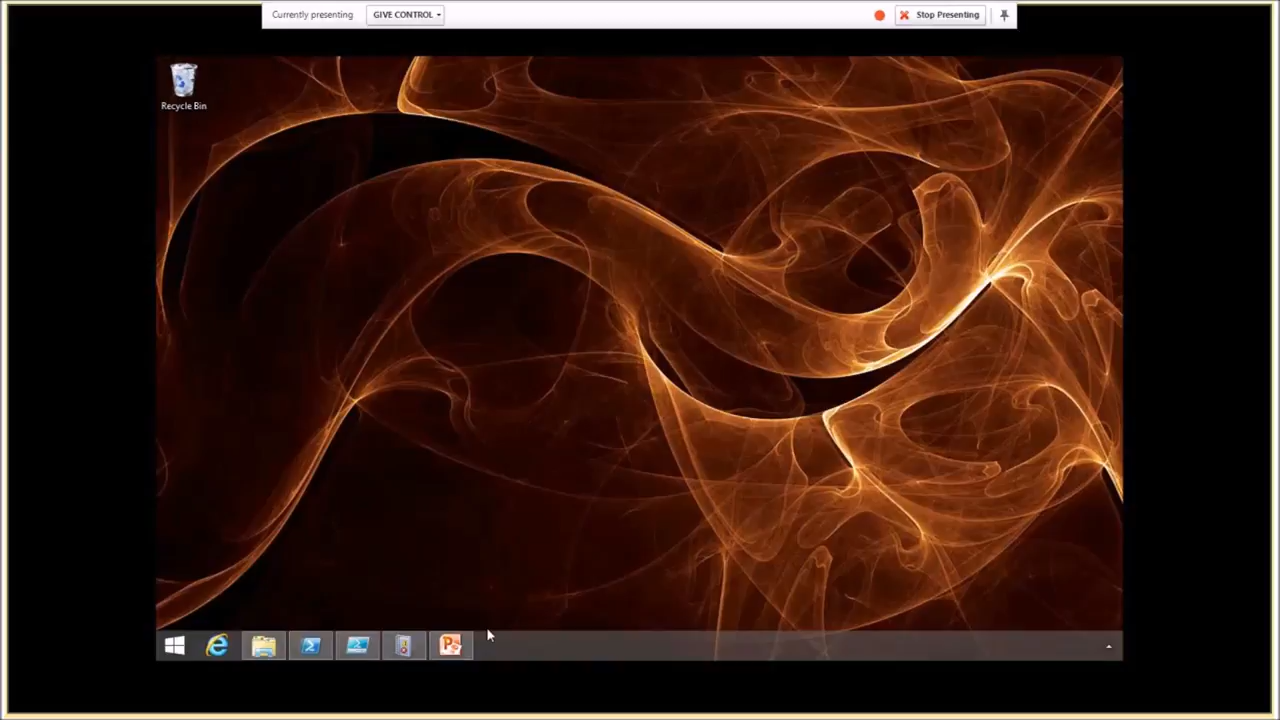 Currently presenting
GIVE CONTROL
Stop Presenting
Recycle Bin